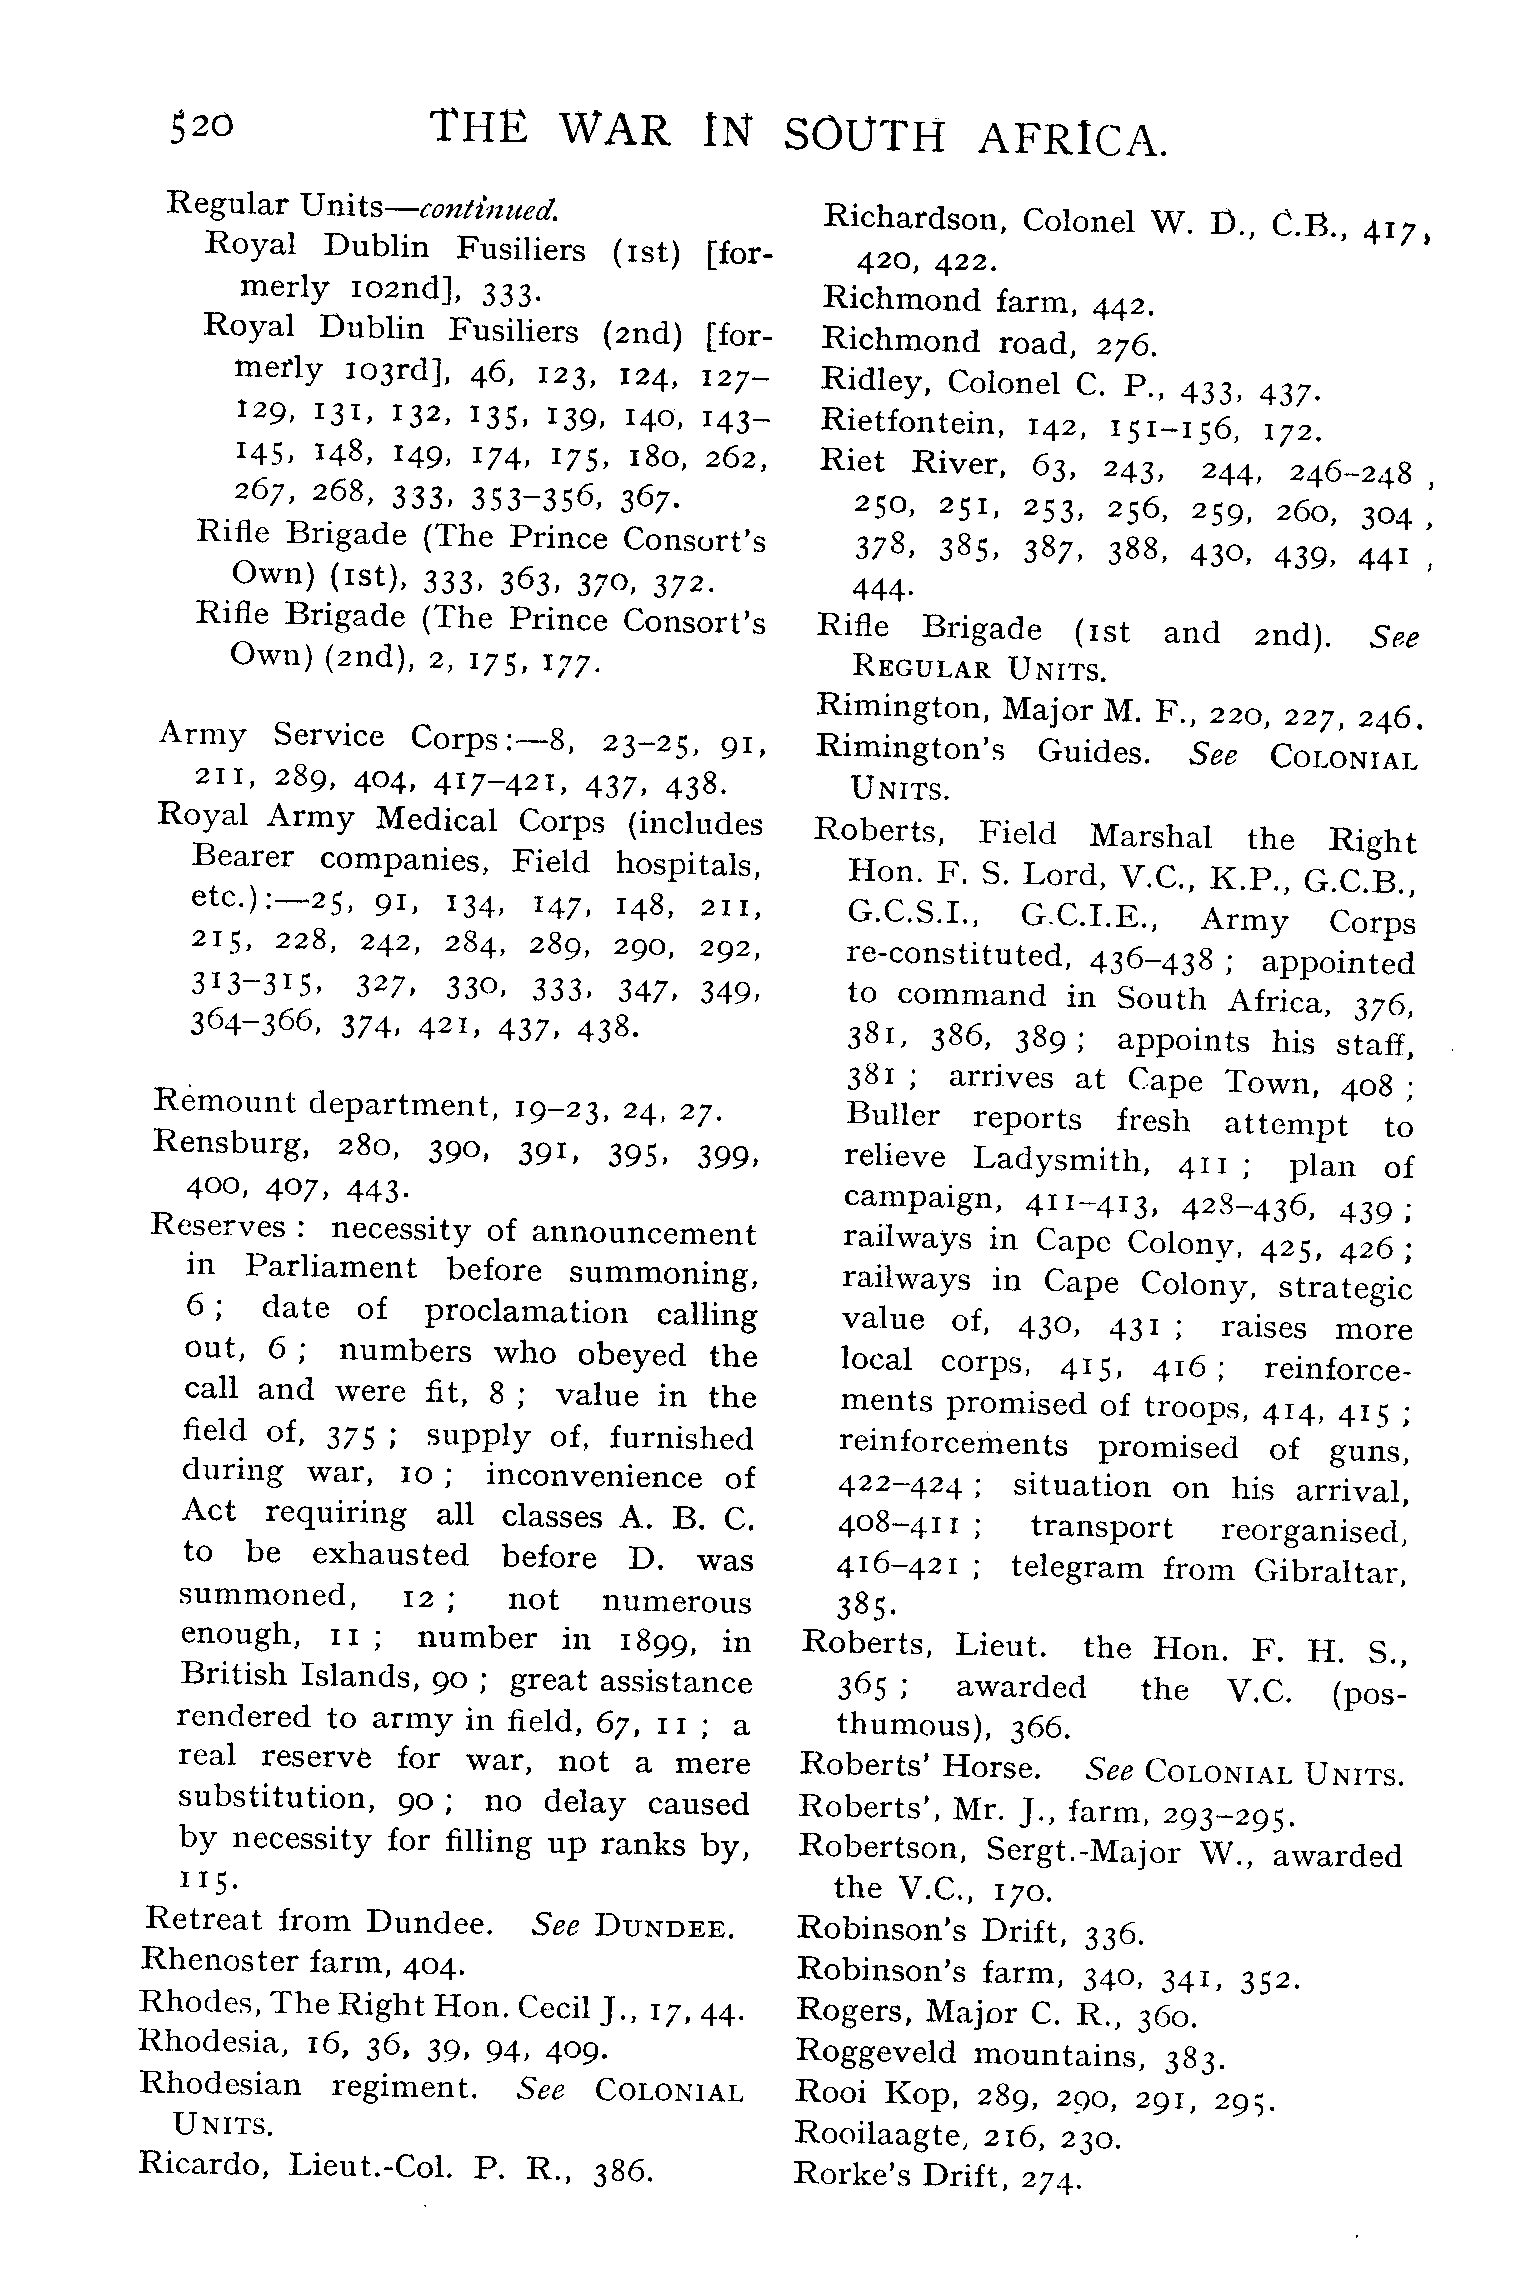 520 THE WAR IN SOUTH AFRICA.
Regular Units—continued.
Royal Dublin Fusiliers (1st) [for-
merly 102nd], 333.
Royal Dublin Fusiliers (2nd) [for-
merly 103rd], 46, 123, 124, 127–
129, 131, 132, 135, 139, 140, 143–
145, 148, 149, 174, 175, 180, 262,
267, 268, 333, 353–356, 367.
Rifle Brigade (The Prince Consort's
Own) (1st), 333, 363, 370, 372.
Rifle Brigade (The Prince Consort's
Own) (2nd), 2, 175, 177.
Army Service Corps:—8, 23–25, 91,
211, 289, 404, 417–421, 437, 438.
Royal Army Medical Corps (includes
Bearer companies, Field hospitals,
etc.):—25, 91, 134, 147, 148, 211,
215, 228, 242, 284, 289, 290, 292,
313–315, 327, 330, 333, 347, 349,
364–366, 374, 421, 437, 438.
Remount department, 19–23, 24, 27.
Rensburg, 280, 390, 391, 395, 399,
400, 407, 443.
Reserves : necessity of announcement
in Parliament before summoning,
6 ; date of proclamation calling
out, 6 ; numbers who obeyed the
call and were fit, 8 ; value in the
field of, 375 ; supply of, furnished
during war, 10 ; inconvenience of
Act requiring all classes A. B. C.
to be exhausted before D. was
summoned, 12 ; not numerous
enough, 11 ; number in 1899, in
British Islands, 90 ; great assistance
rendered to army in field, 67, 11 ; a
real reserve for war, not a mere
substitution, 90 ; no delay caused
by necessity for filling up ranks by,
115.
Retreat from Dundee. See DUNDEE.
Rhenoster farm, 404.
Rhodes, The Right Hon. Cecil J., 17, 44.
Rhodesia, 16, 36, 39, 94, 409.
Rhodesian regiment. See COLONIAL
UNITS.
Ricardo, Lieut.-Col. P. R., 386.
Richardson, Colonel W. D., C.B., 417,
420, 422.
Richmond farm, 442.
Richmond road, 276.
Ridley, Colonel C. P., 433, 437.
Rietfontein, 142, 151–156, 172.
Riet River, 63, 243, 244, 246–248 ,
250, 251, 253, 256, 259, 260, 304 ,
378, 385, 387, 388, 430, 439, 441 ,
444.
Rifle Brigade (1st and 2nd). See
REGULAR UNITS.
Rimington, Major M. F., 220, 227, 246.
Rimington's Guides. See COLONIAL
UNITS.
Roberts, Field Marshal the Right
Hon. F. S. Lord, V.C., K.P., G.C.B.,
G.C.S.I., G.C.I.E., Army Corps
re-constituted, 436–438 ; appointed
to command in South Africa, 376,
381, 386, 389 ; appoints his staff,
381 ; arrives at Cape Town, 408 ;
Buller reports fresh attempt to
relieve Ladysmith, 411 ; plan of
campaign, 411–413, 428–436, 439 ;
railways in Cape Colony, 425, 426 ;
railways in Cape Colony, strategic
value of, 430, 431 ; raises more
local corps, 415, 416 ; reinforce-
ments promised of troops, 414, 415 ;
reinforcements promised of guns,
422–424 ; situation on his arrival,
408–411 ; transport reorganised,
416–421 ; telegram from Gibraltar,
385.
Roberts, Lieut. the Hon. F. H. S.,
365 ; awarded the V.C. (pos-
thumous), 366.
Roberts' Horse. See COLONIAL UNITS.
Roberts', Mr. J., farm, 293–295.
Robertson, Sergt.-Major W., awarded
the V.C., 170.
Robinson's Drift, 336.
Robinson's farm, 340, 341, 352.
Rogers, Major C. R., 360.
Roggeveld mountains, 383.
Rooi Kop, 289, 290, 291, 295.
Rooilaagte, 216, 230.
Rorke's Drift, 274.